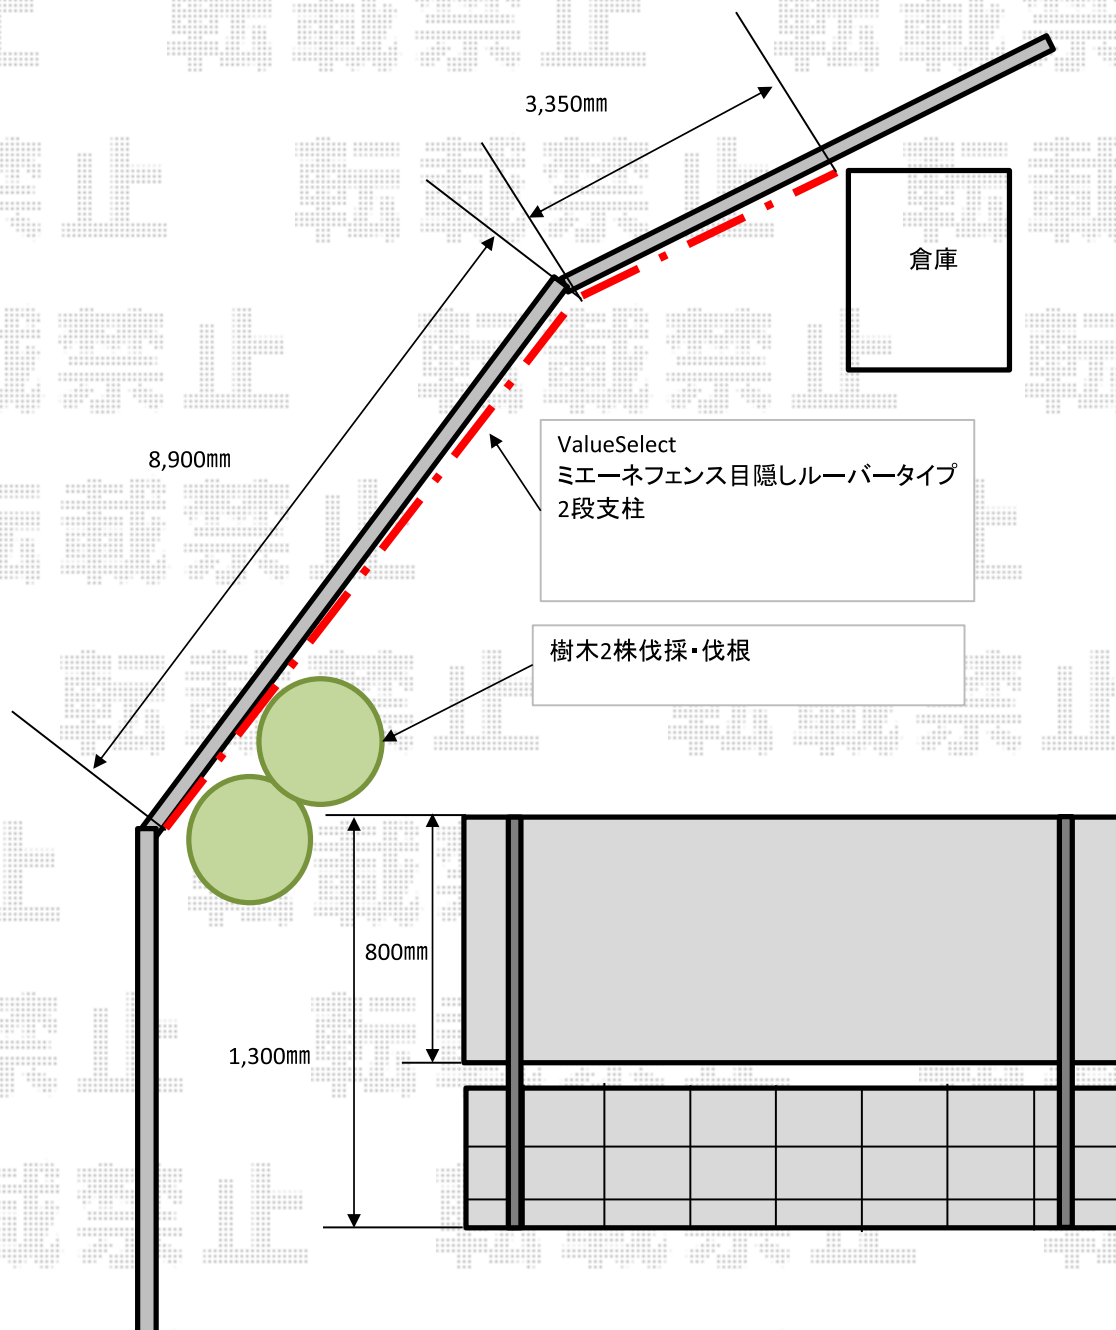 3,350㎜
倉庫
8,900㎜
ValueSelect
ミエーネフェンス目隠しルーバータイプ
2段支柱
樹木2株伐採・伐根
800㎜
1,300㎜
転載禁止